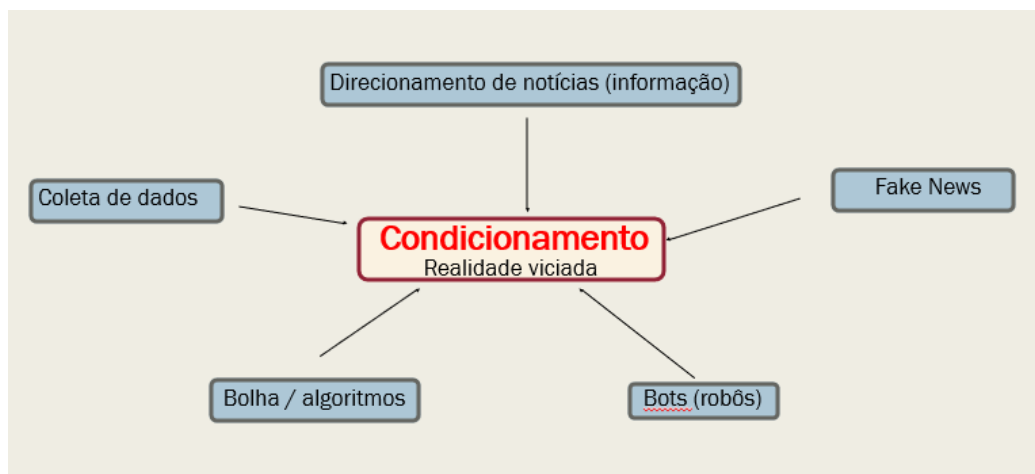 Direcionamento de notícias (informação)
Coleta de dados
Fake News
Condicionamento
Realidade viciada
Bolha / algoritmos
Bots (robôs)